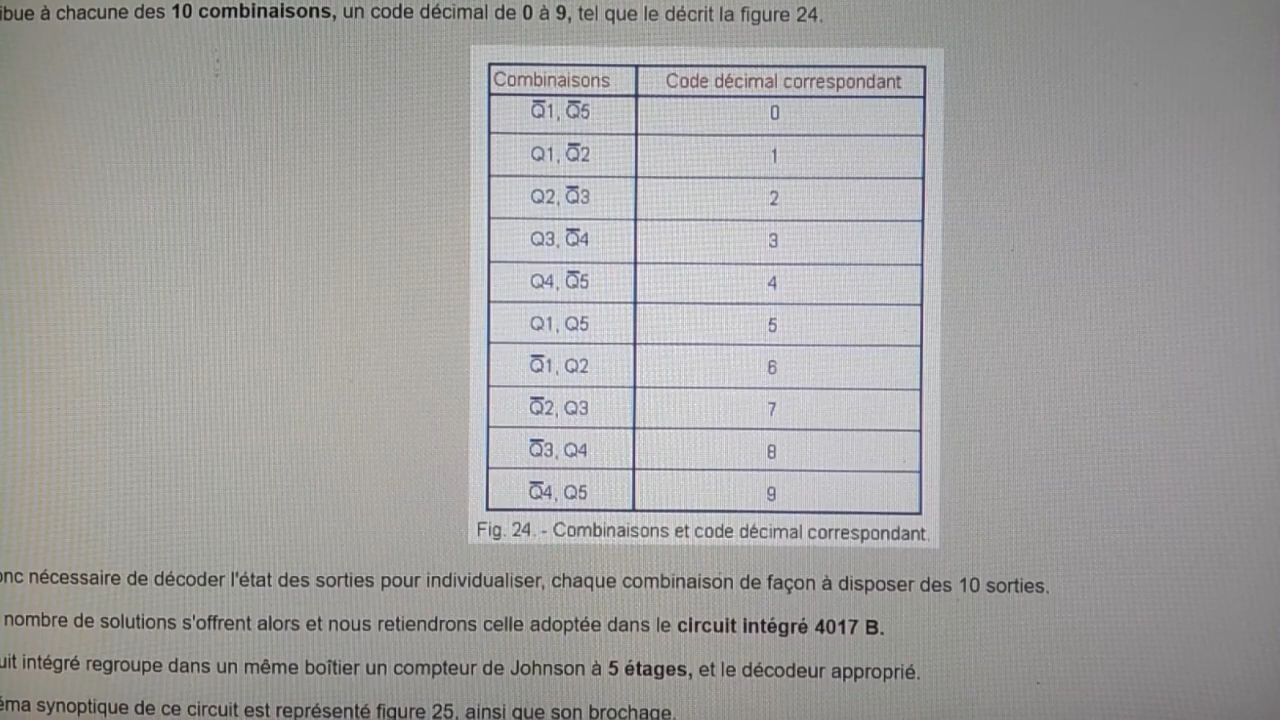 à chacune des 10 combinaisons, un code décimal de 0 à 9, tel que le décrit la figure 24.
Combinaisons Code décimal correspondant
Q̅1, Q̅5 0
Q1, Q̅2 1
Q2, Q̅3 2
Q3, Q̅4 3
Q4, Q̅5 4
Q1, Q5 5
Q̅1, Q2 6
Q̅2, Q3 7
Q̅3, Q4 8
Q̅4, Q5 9
Fig. 24. - Combinaisons et code décimal correspondant.
nécessaire de décoder l'état des sorties pour individualiser, chaque combinaison de façon à disposer des 10 sorties.
nombre de solutions s'offrent alors et nous retiendrons celle adoptée dans le circuit intégré 4017 B.
intégré regroupe dans un même boîtier un compteur de Johnson à 5 étages, et le décodeur approprié.
synoptique de ce circuit est représenté figure 25, ainsi que son brochage.